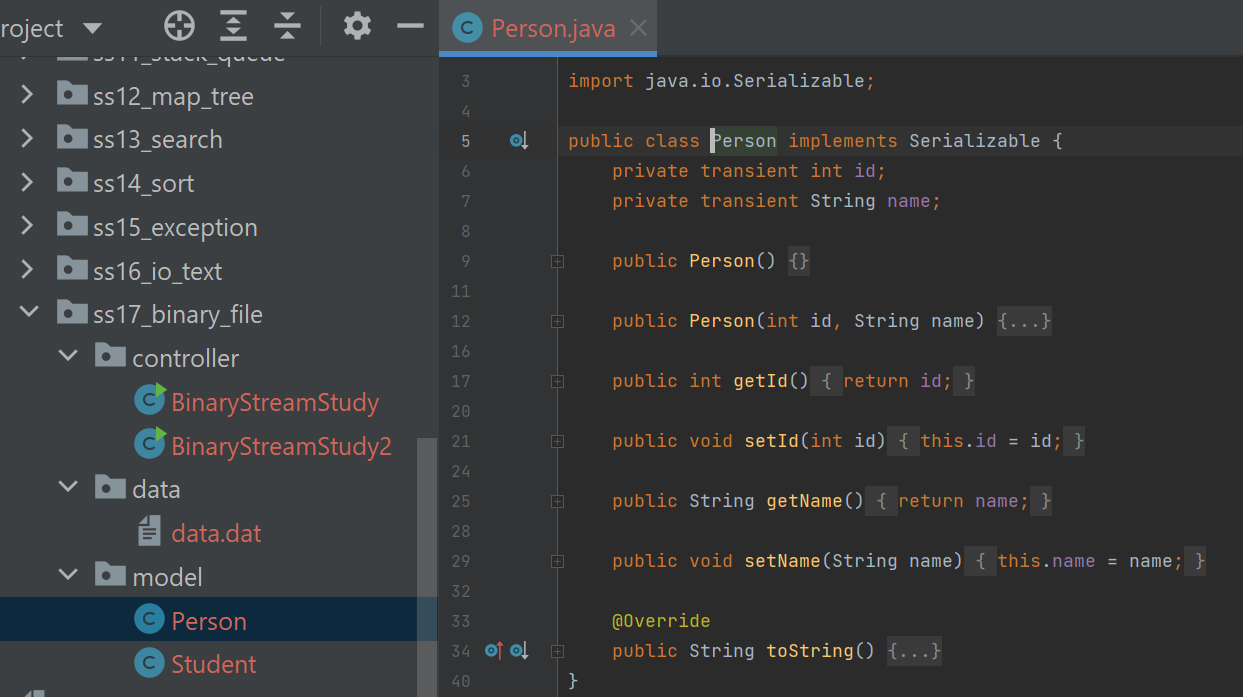 roject
ss12_map_tree
ss13_search
ss14_sort
ss15_exception
ss16_io_text
ss17_binary_file
controller
BinaryStreamStudy
BinaryStreamStudy2
data
data.dat
model
Person
Student
Person.java
3 import java.io.Serializable;
4
5 public class Person implements Serializable {
6 private transient int id;
7 private transient String name;
8
9 public Person() {}
11
12 public Person(int id, String name) {...}
16
17 public int getId() { return id; }
20
21 public void setId(int id) { this.id = id; }
24
25 public String getName() { return name; }
28
29 public void setName(String name) { this.name = name; }
32
33 @Override
34 public String toString() {...}
40 }